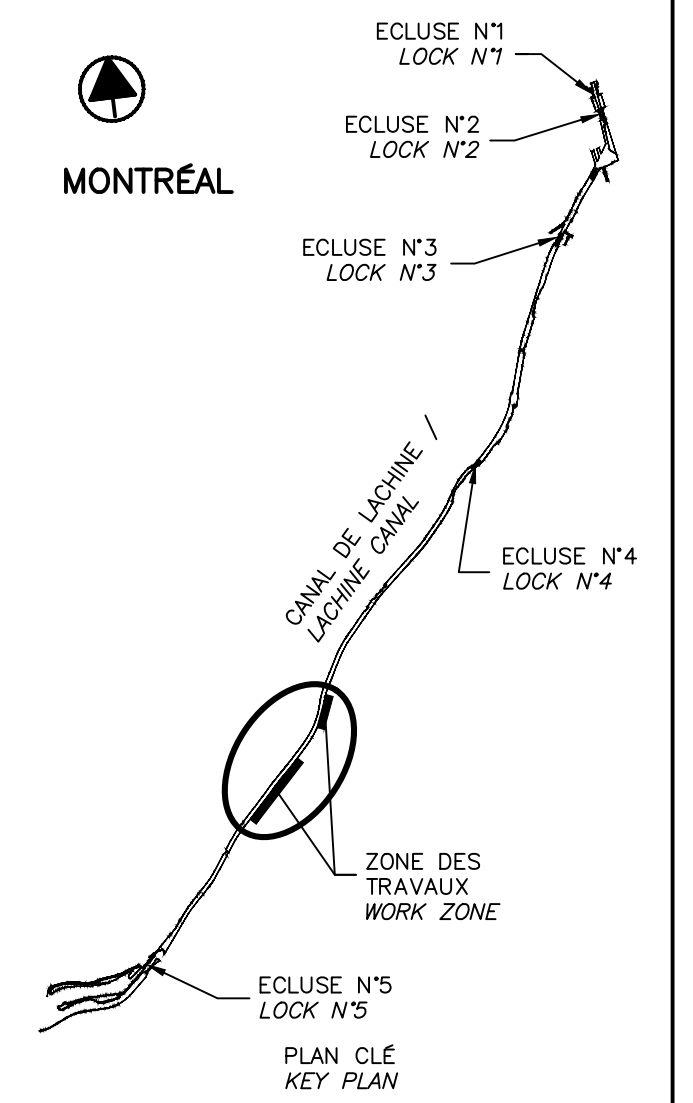 ECLUSE N°1
LOCK N°1
MONTRÉAL
ECLUSE N°2
LOCK N°2
ECLUSE N°3
LOCK N°3
CANAL DE LACHINE /
LACHINE CANAL
ECLUSE N°4
LOCK N°4
ZONE DES
TRAVAUX
WORK ZONE
ECLUSE N°5
LOCK N°5
PLAN CLÉ
KEY PLAN